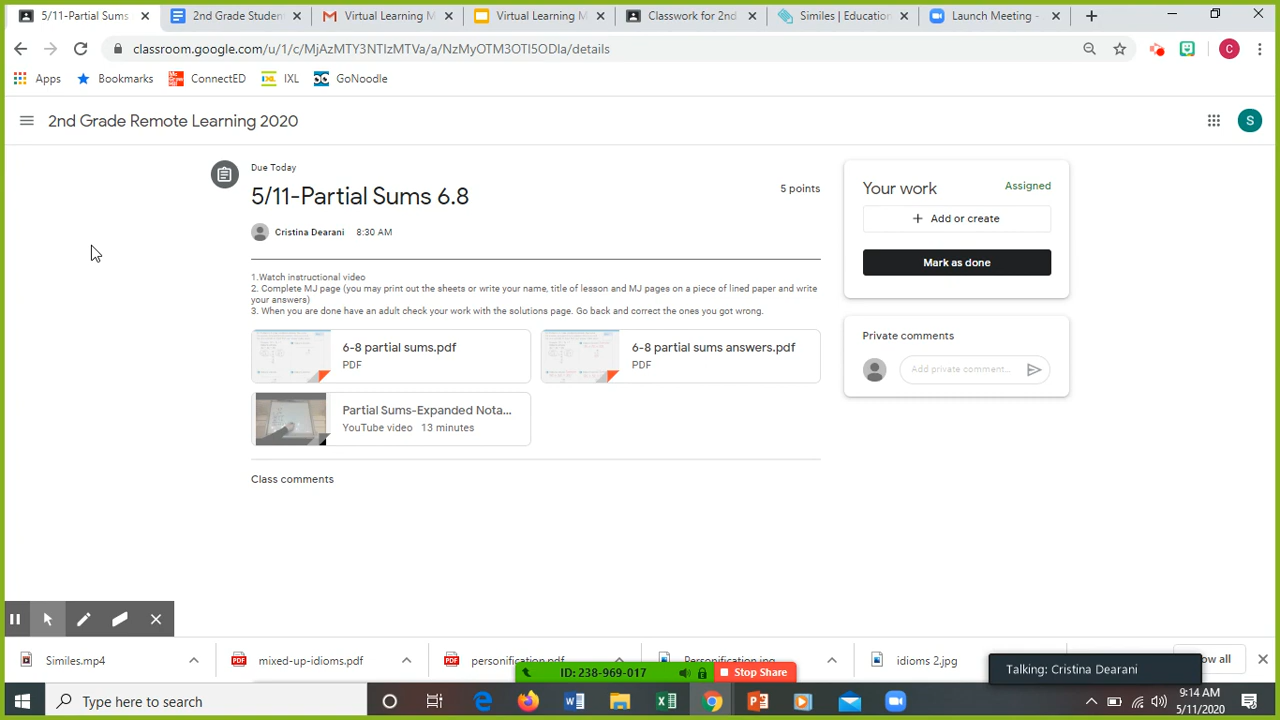 5/11-Partial Sums
2nd Grade Studen
Virtual Learning M
Virtual Learning M
Classwork for 2nd
Similes | Education
Launch Meeting -
classroom.google.com/u/1/c/MjAzMTY3NTIzMTVa/a/NzMyOTM3OTI5ODla/details
C
Apps
Bookmarks
ConnectED
IXL
GoNoodle
2nd Grade Remote Learning 2020
S
Due Today
5/11-Partial Sums 6.8
5 points
Cristina Dearani 8:30 AM
1.Watch instructional video
2. Complete MJ page (you may print out the sheets or write your name, title of lesson and MJ pages on a piece of lined paper and write
your answers)
3. When you are done have an adult check your work with the solutions page. Go back and correct the ones you got wrong.
6-8 partial sums.pdf
PDF
6-8 partial sums answers.pdf
PDF
Partial Sums-Expanded Nota...
YouTube video 13 minutes
Class comments
Your work
Assigned
+ Add or create
Mark as done
Private comments
Add private comment...
Similes.mp4
mixed-up-idioms.pdf
personification.pdf
Personification.jpg
idioms 2.jpg
ow all
ID: 238-969-017
Stop Share
Talking: Cristina Dearani
Type here to search
9:14 AM
5/11/2020